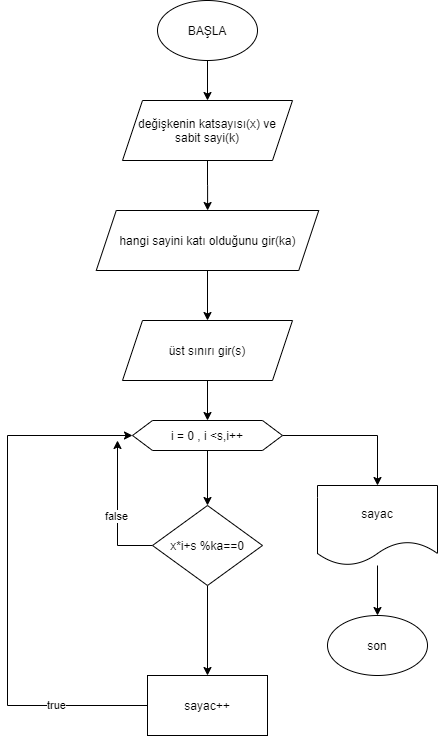 BAŞLA
değişkenin katsayısı(x) ve
sabit sayi(k)
hangi sayini katı olduğunu gir(ka)
üst sınırı gir(s)
i = 0 , i <s,i++
sayac
false
x*i+s %ka==0
son
true
sayac++